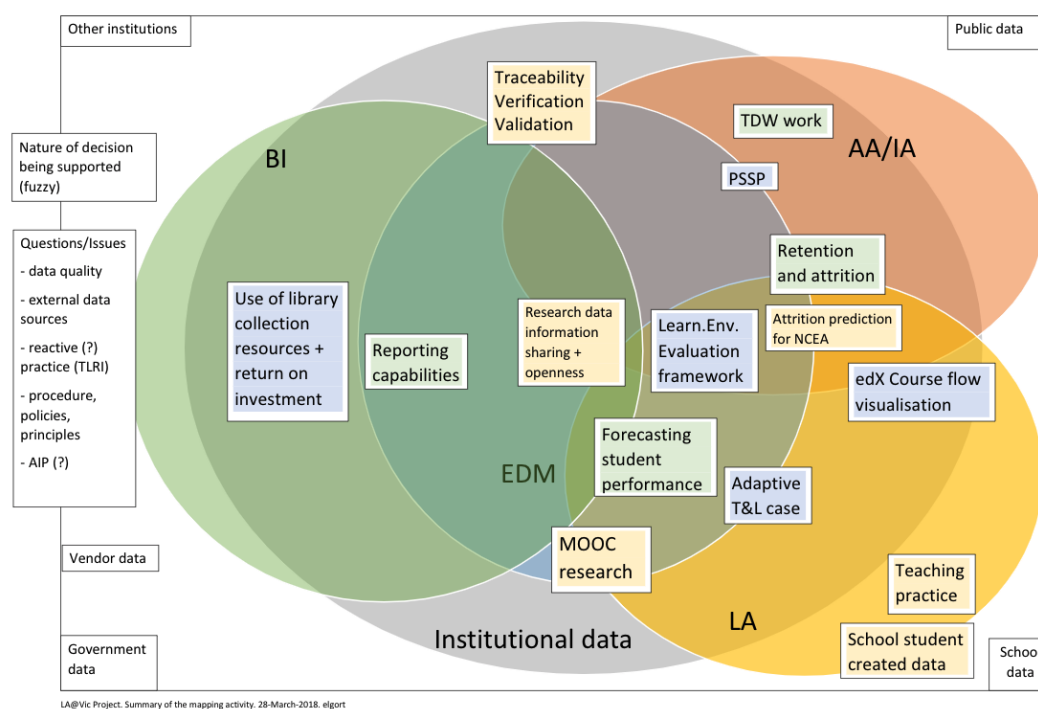 Other institutions
Public data
Traceability
Verification
Validation
TDW work
BI
AA/IA
Nature of decision
being supported
(fuzzy)
PSSP
Questions/Issues
- data quality
- external data
sources
- reactive (?)
practice (TLRI)
- procedure,
policies,
principles
- AIP (?)
Retention
and attrition
Use of library
collection
resources +
return on
investment
Reporting
capabilities
Research data
information
sharing +
openness
Learn.Env.
Evaluation
framework
Attrition prediction
for NCEA
edX Course flow
visualisation
Forecasting
student
performance
EDM
Adaptive
T&L case
MOOC
research
Vendor data
Teaching
practice
LA
Institutional data
School student
created data
Government
data
School
data
LA@Vic Project. Summary of the mapping activity. 28-March-2018. elgort